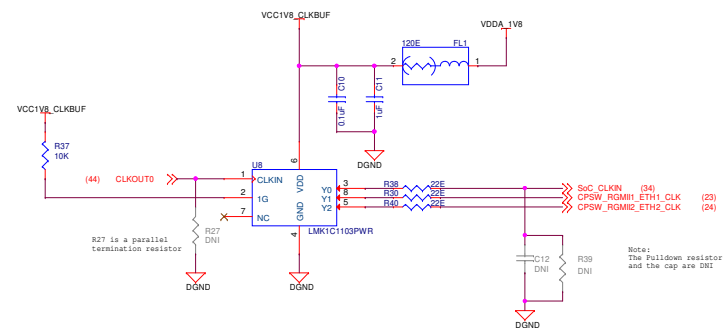 VCC1V8_CLKBUF
VDDA_1V8
120E FL1
2 1
C10
0.1uF
C11
1uF
VCC1V8_CLKBUF
R37
10K
DGND
U8
6
(44) CLKOUT0
1 CLKIN
VDD
2 1G
7 NC
GND
4
Y0 3
Y1 8
Y2 5
LMK1C1103PWR
R38 22E
R30 22E
R40 22E
SoC_CLKIN (34)
CPSW_RGMII1_ETH1_CLK (23)
CPSW_RGMII2_ETH2_CLK (24)
R27
DNI
R27 is a parallel
termination resistor
DGND
DGND
C12
DNI
R39
DNI
Note:
The Pulldown resistor
and the cap are DNI
DGND